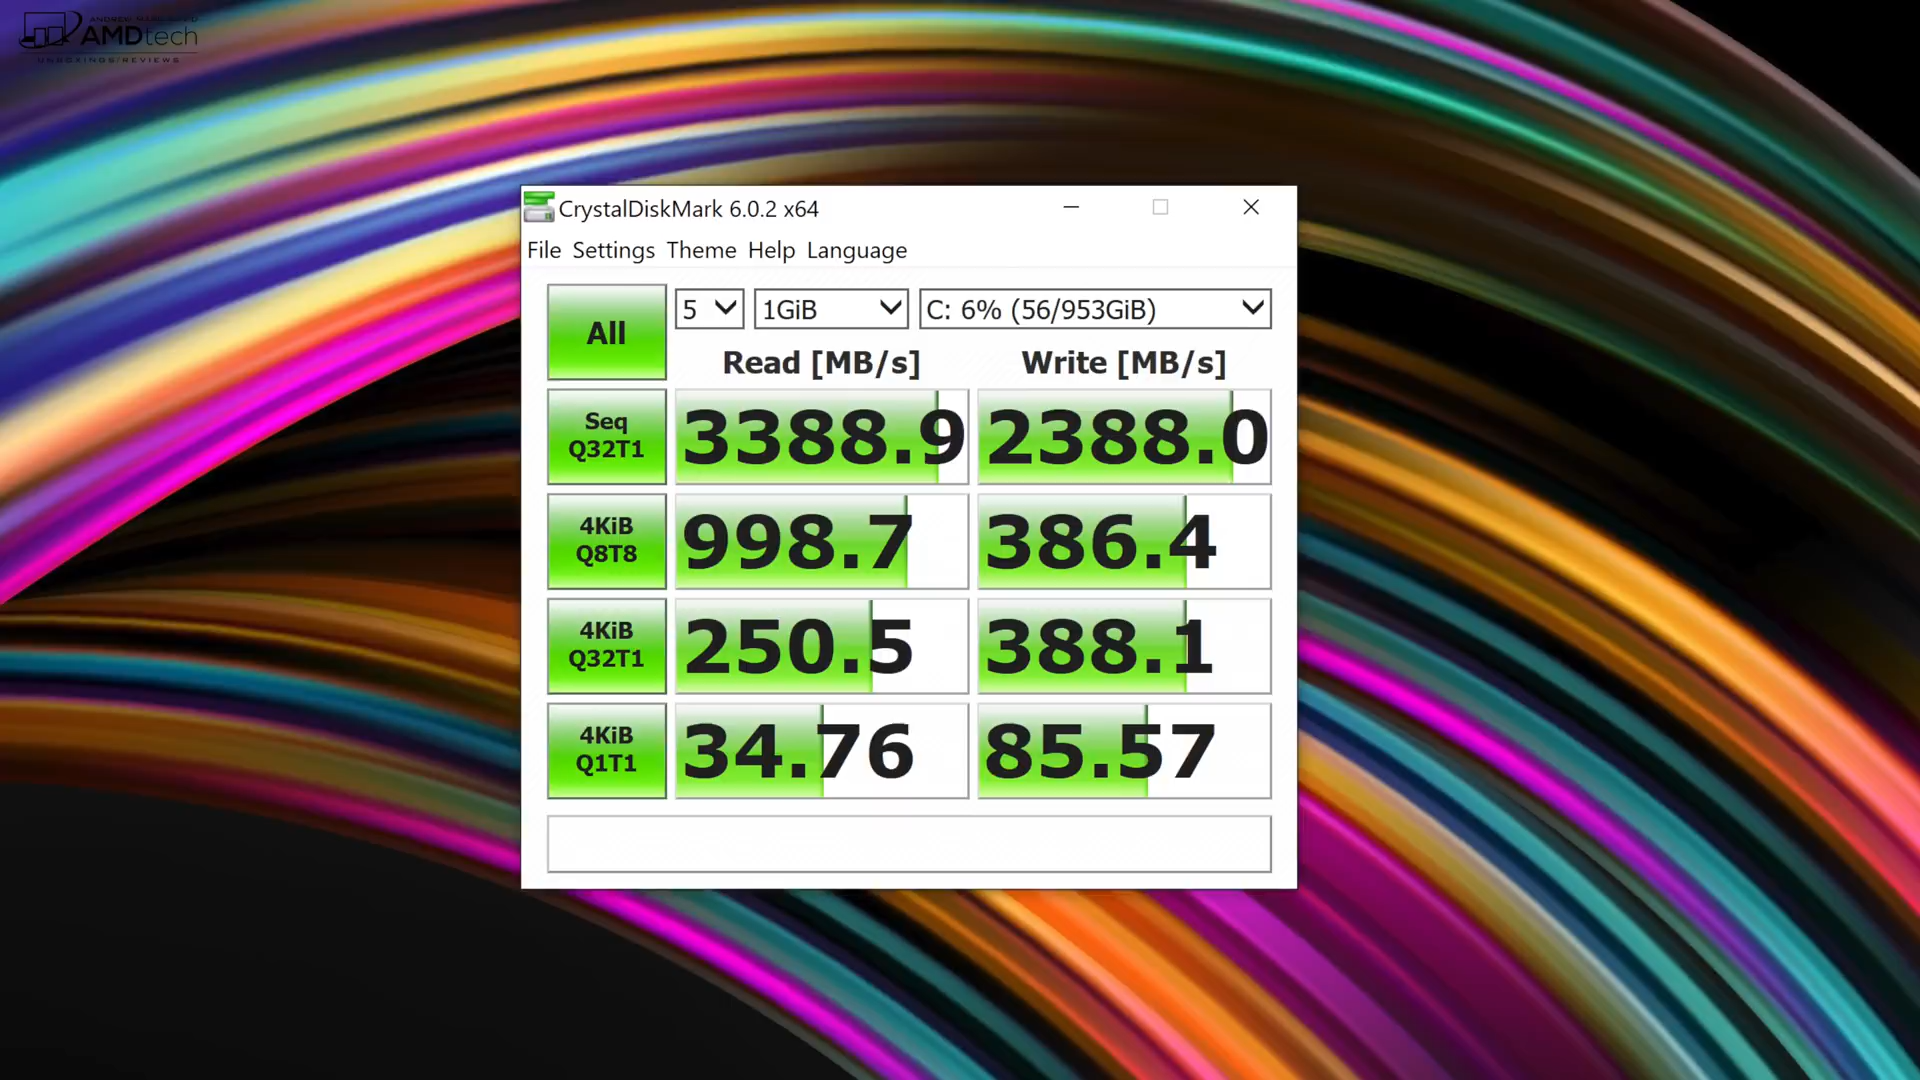 AMDtech
UNBOXINGS/REVIEWS
CrystalDiskMark 6.0.2 x64
File Settings Theme Help Language
All
5
1GiB
C: 6% (56/953GiB)
Read [MB/s]
Write [MB/s]
Seq
Q32T1
3388.9
2388.0
4KiB
Q8T8
998.7
386.4
4KiB
Q32T1
250.5
388.1
4KiB
Q1T1
34.76
85.57